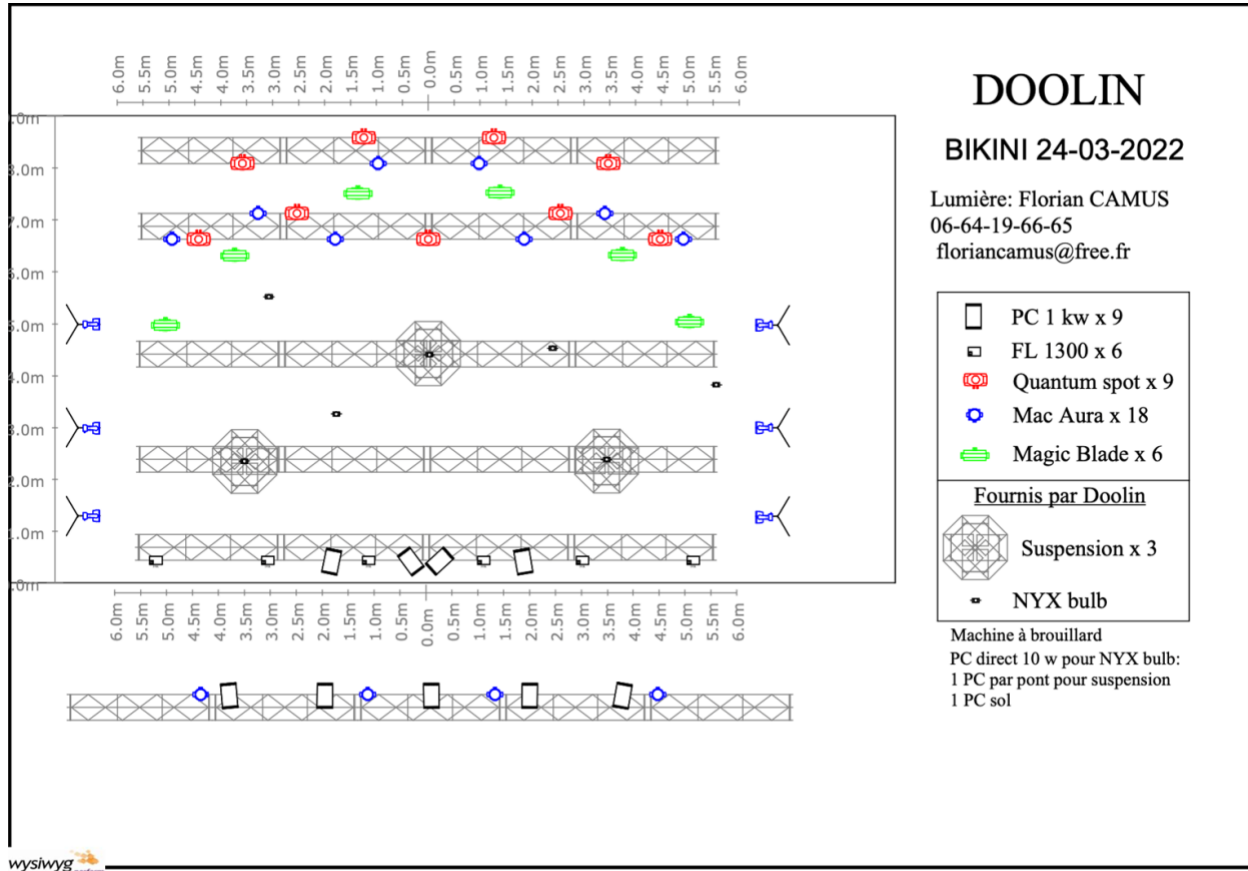 6.0m 5.5m 5.0m 4.5m 4.0m 3.5m 3.0m 2.5m 2.0m 1.5m 1.0m 0.5m 0.0m 0.5m 1.0m 1.5m 2.0m 2.5m 3.0m 3.5m 4.0m 4.5m 5.0m 5.5m 6.0m
DOOLIN
BIKINI 24-03-2022
Lumière: Florian CAMUS
06-64-19-66-65
floriancamus@free.fr
.0m
8.0m
7.0m
6.0m
5.0m
4.0m
3.0m
2.0m
1.0m
.0m
PC 1 kw x 9
FL 1300 x 6
Quantum spot x 9
Mac Aura x 18
Magic Blade x 6
Fournis par Doolin
Suspension x 3
NYX bulb
Machine à brouillard
PC direct 10 w pour NYX bulb:
1 PC par pont pour suspension
1 PC sol
6.0m 5.5m 5.0m 4.5m 4.0m 3.5m 3.0m 2.5m 2.0m 1.5m 1.0m 0.5m 0.0m 0.5m 1.0m 1.5m 2.0m 2.5m 3.0m 3.5m 4.0m 4.5m 5.0m 5.5m 6.0m
wysiwyg